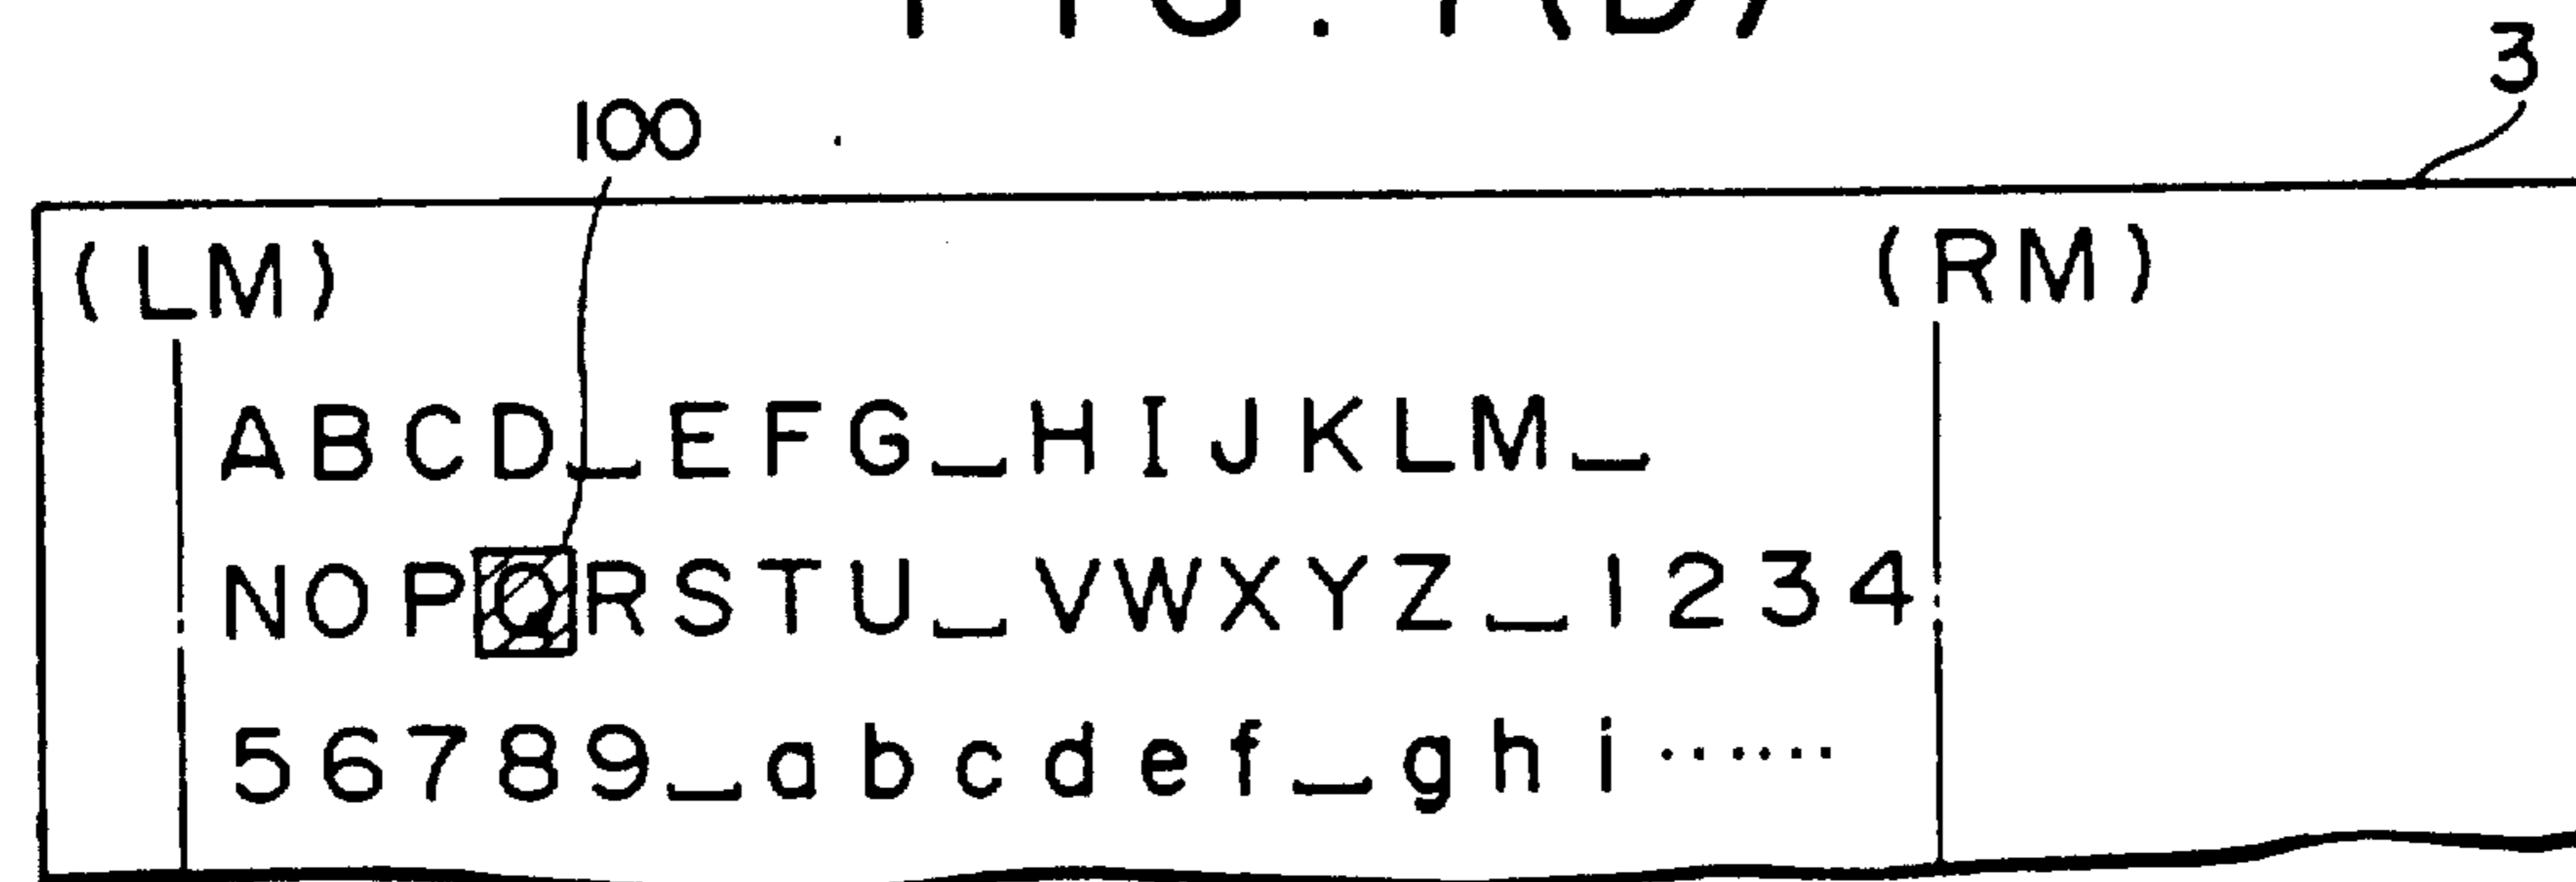 3
100
(LM) (RM)
ABCD_EFG_HIJKLM_
NOPQRSTU_VWXYZ_1234
56789_abcdef_ghi······